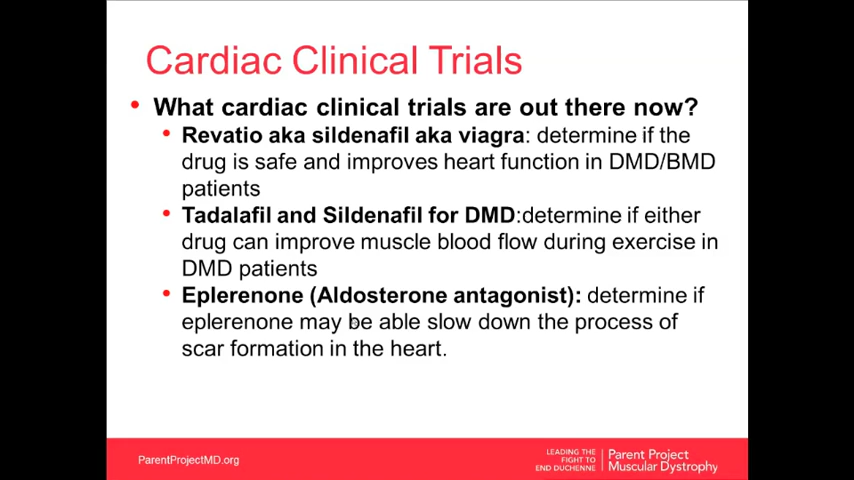 Cardiac Clinical Trials
• What cardiac clinical trials are out there now?
• Revatio aka sildenafil aka viagra: determine if the
drug is safe and improves heart function in DMD/BMD
patients
• Tadalafil and Sildenafil for DMD:determine if either
drug can improve muscle blood flow during exercise in
DMD patients
• Eplerenone (Aldosterone antagonist): determine if
eplerenone may be able slow down the process of
scar formation in the heart.
ParentProjectMD.org
LEADING THE
FIGHT TO
END DUCHENNE
Parent Project
Muscular Dystrophy